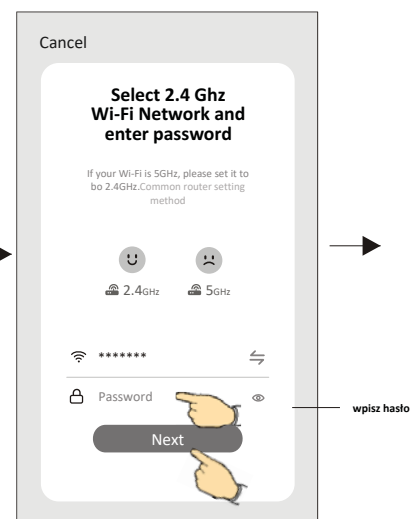 Cancel
Select 2.4 Ghz
Wi-Fi Network and
enter password
If your Wi-Fi is 5GHz, please set it to
bo 2.4GHz.Common router setting
method
2.4GHz 5GHz
*******
Password
wpisz hasło
Next